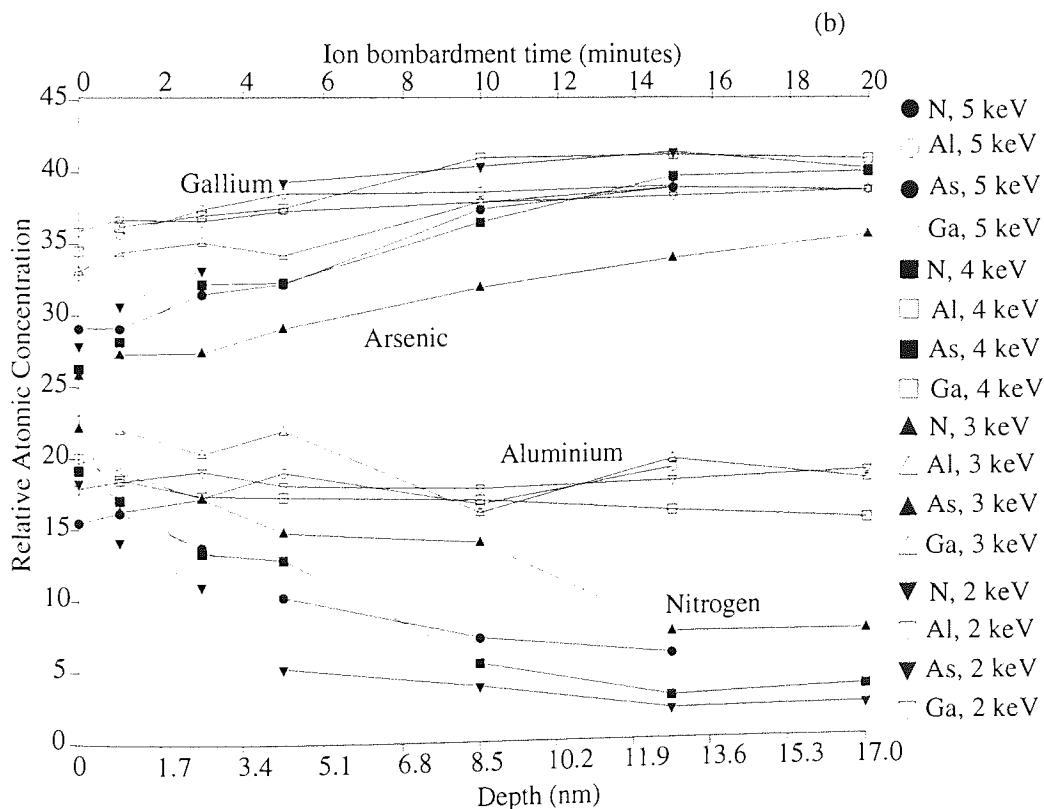 (b)
Ion bombardment time (minutes)
0 2 4 6 8 10 12 14 16 18 20
45
40
35
30
25
20
15
10
5
0
Relative Atomic Concentration
Gallium
Arsenic
Aluminium
Nitrogen
0 1.7 3.4 5.1 6.8 8.5 10.2 11.9 13.6 15.3 17.0
Depth (nm)
N, 5 keV
Al, 5 keV
As, 5 keV
Ga, 5 keV
N, 4 keV
Al, 4 keV
As, 4 keV
Ga, 4 keV
N, 3 keV
Al, 3 keV
As, 3 keV
Ga, 3 keV
N, 2 keV
Al, 2 keV
As, 2 keV
Ga, 2 keV